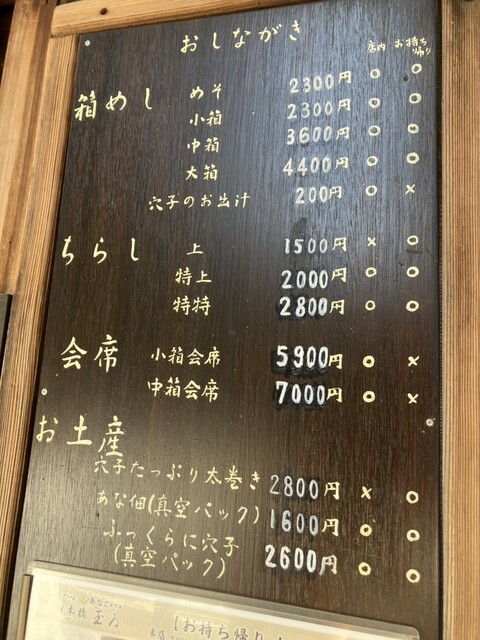 おしながき
店内 お持ち帰り
箱めし めそ 2300円 ○ ○
小箱 2300円 ○ ○
中箱 3600円 ○ ○
大箱 4400円 ○ ○
穴子のお出汁 200円 ○ ×
ちらし 上 1500円 × ○
特上 2000円 ○ ○
特特 2800円 ○ ○
会席 小箱会席 5900円 ○ ×
中箱会席 7000円 ○ ×
お土産
穴子たっぷり太巻き 2800円 × ○
あな佃(真空パック) 1600円 ○ ○
ふっくらに穴子
(真空パック) 2600円 ○ ○
本橋 玉ゐ
お持ち帰り
本店